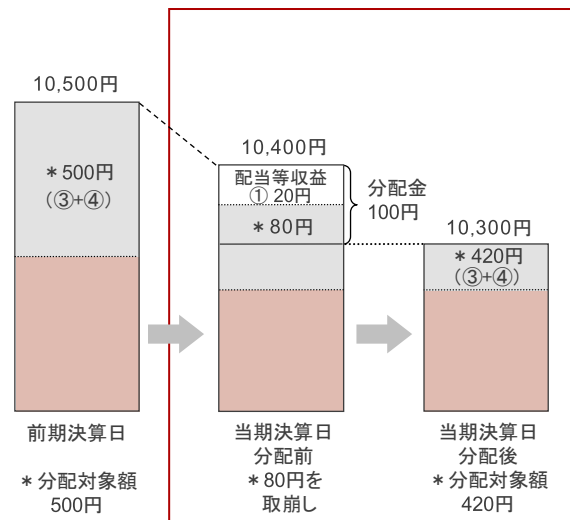 10,500円
＊500円
（③+④）
前期決算日
＊分配対象額
500円
10,400円
配当等収益
① 20円
＊80円
分配金
100円
当期決算日
分配前
＊80円を
取崩し
10,300円
＊420円
（③+④）
当期決算日
分配後
＊分配対象額
420円